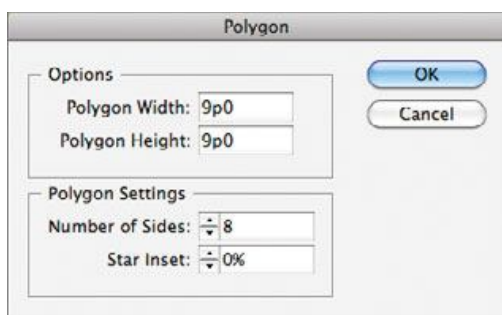 Polygon
Options
Polygon Width: 9p0
Polygon Height: 9p0
OK
Cancel
Polygon Settings
Number of Sides: 8
Star Inset: 0%